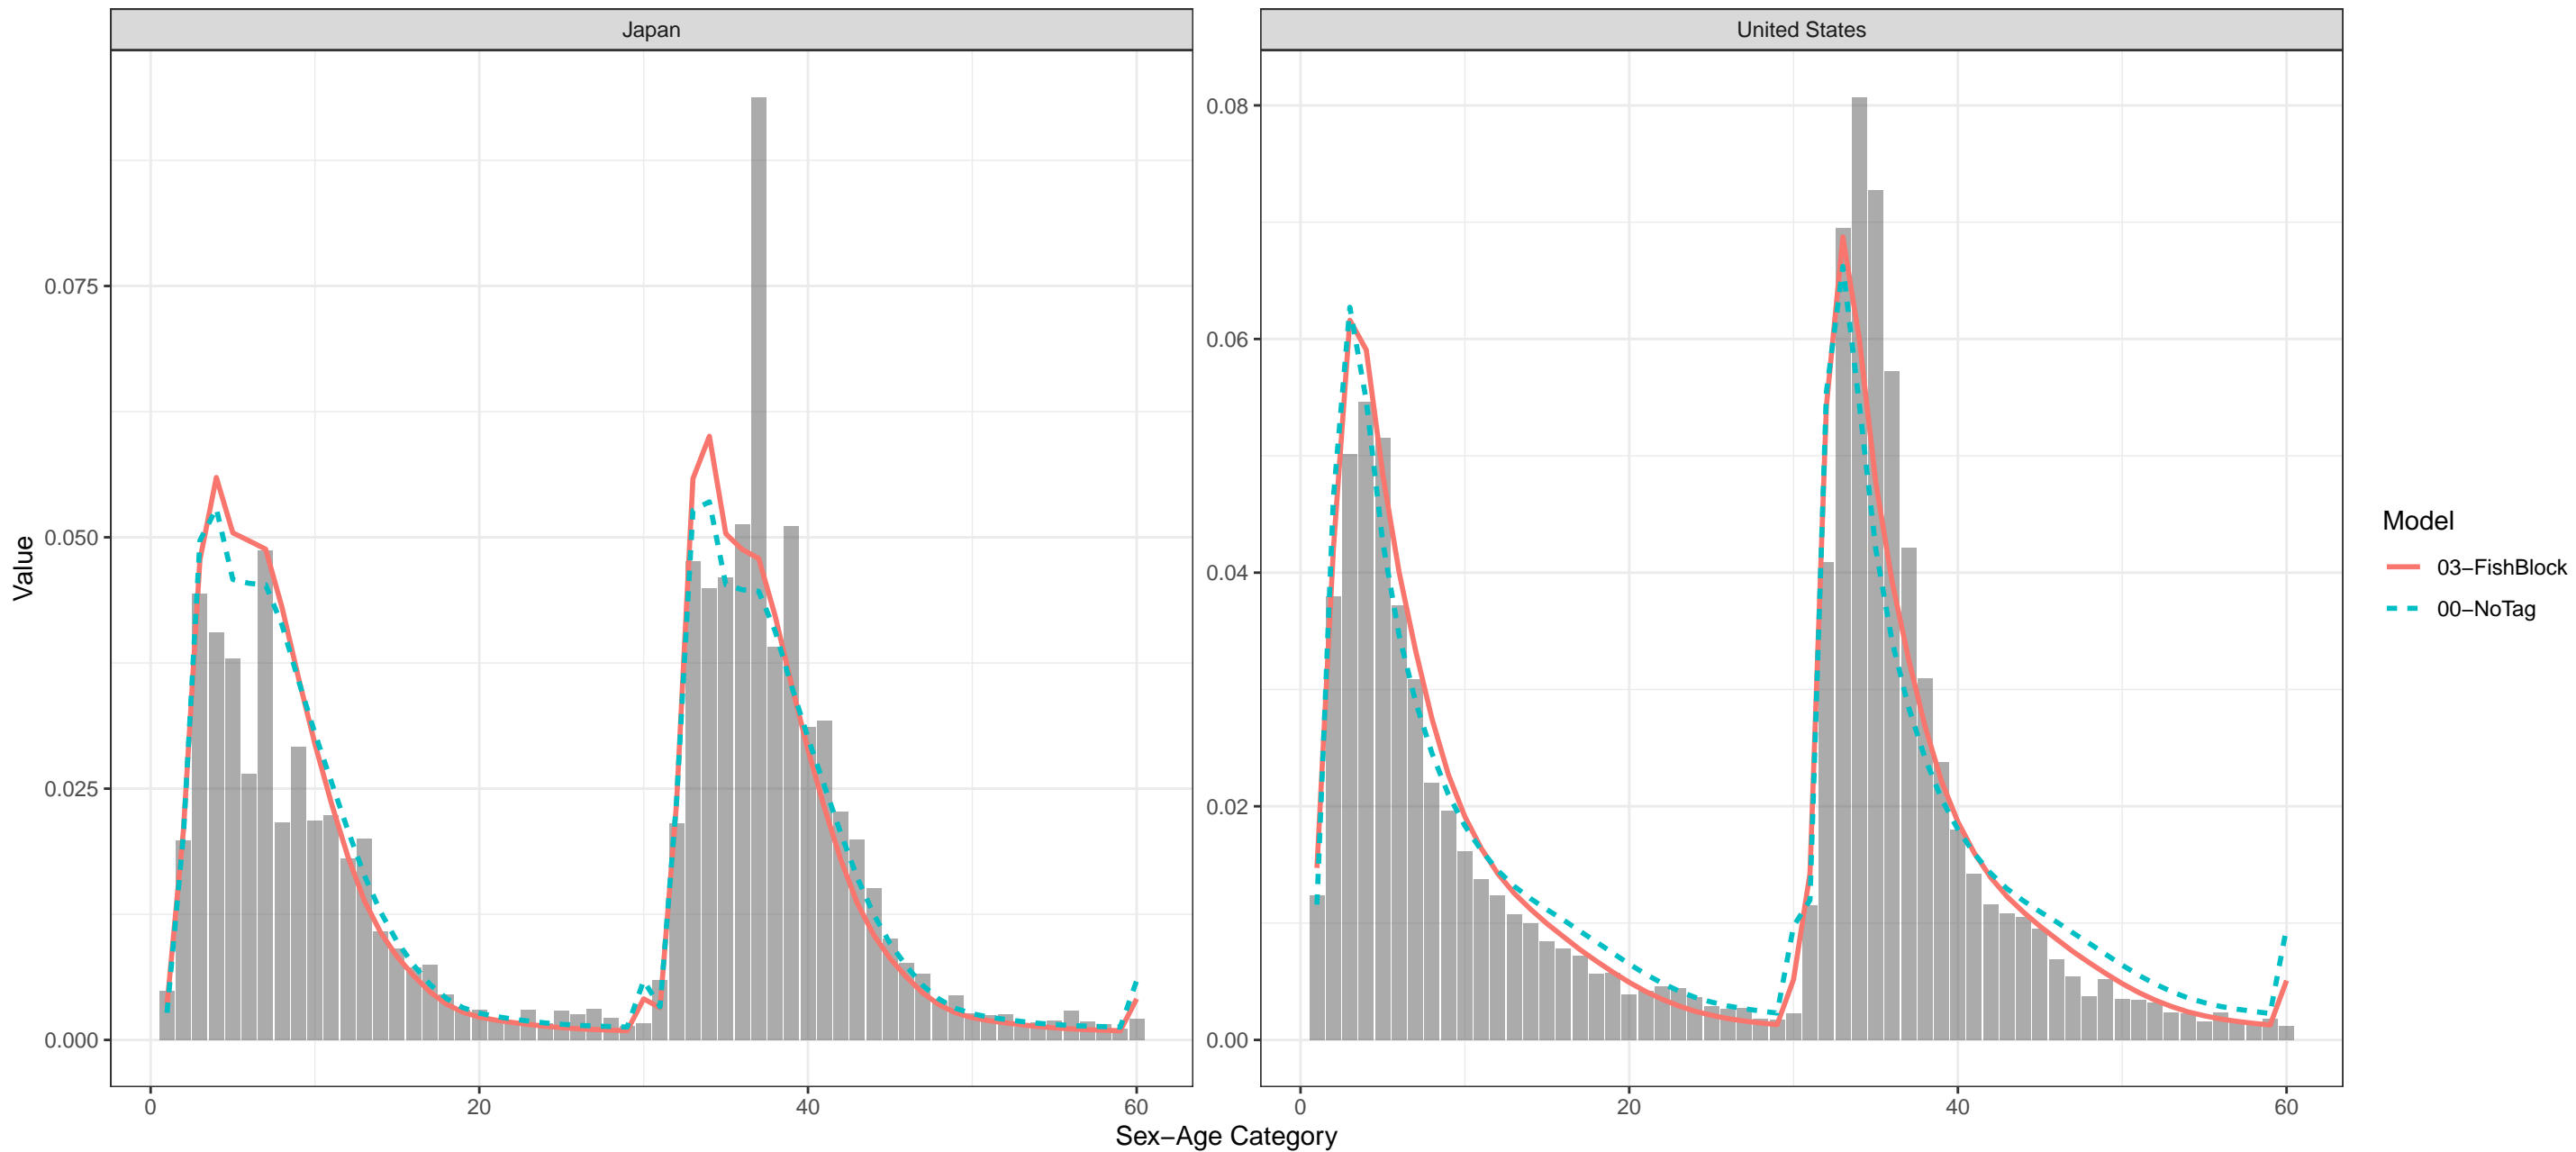 Japan
United States
Value
0.075
0.050
0.025
0.000
0.08
0.06
0.04
0.02
0.00
0 20 40 60
0 20 40 60
Sex−Age Category
Model
03−FishBlock
00−NoTag